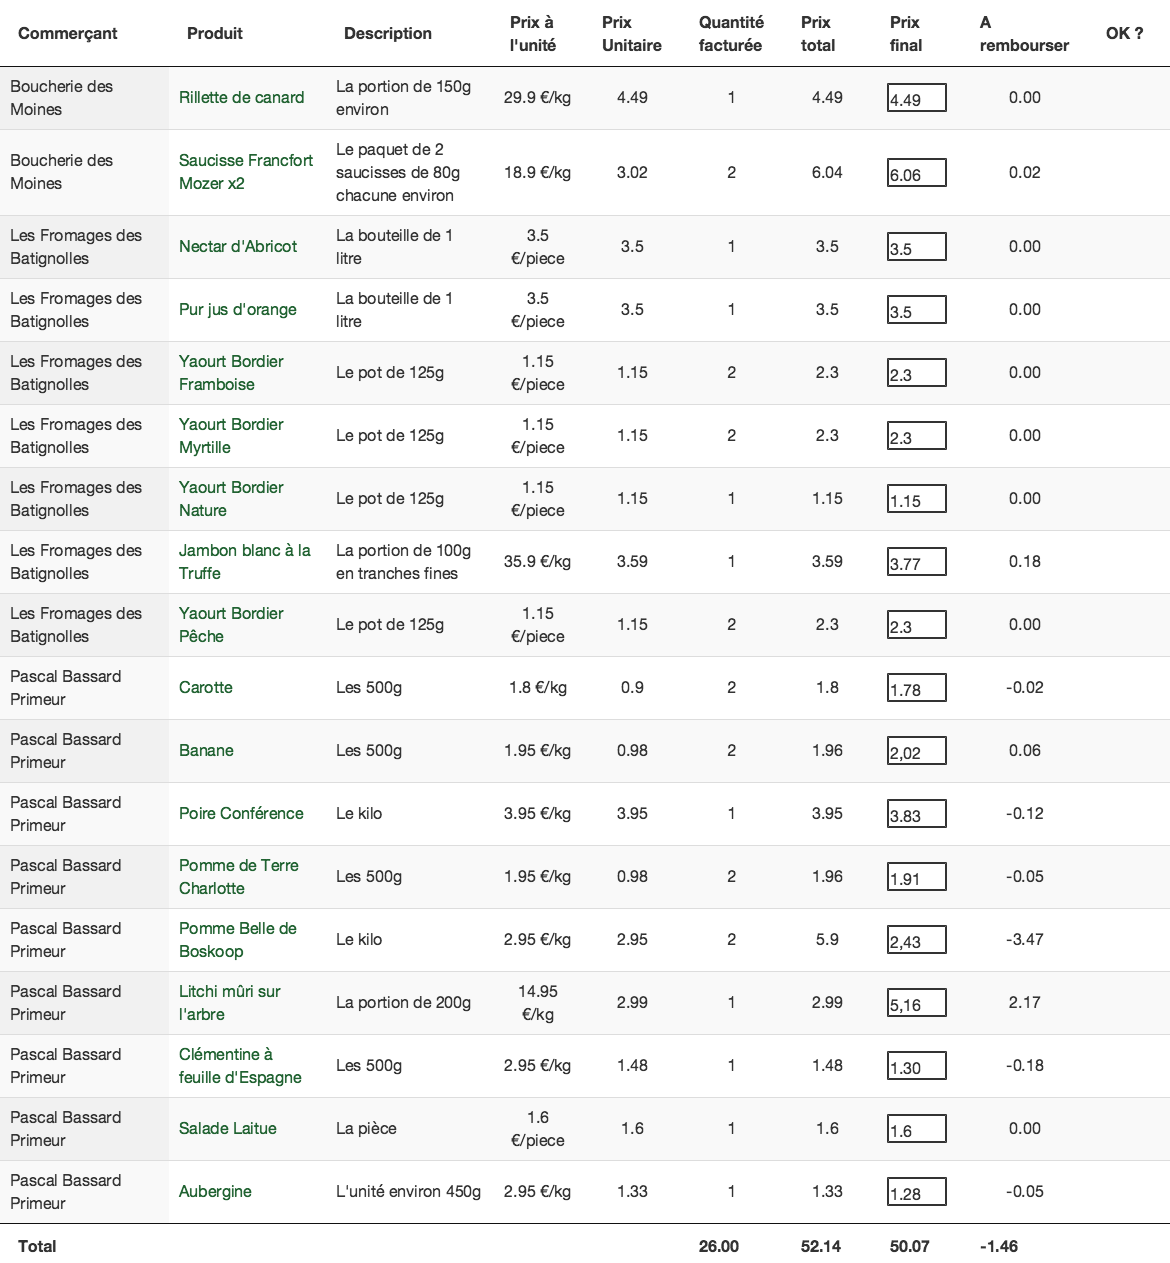 Commerçant Produit Description Prix à l'unité Prix Unitaire Quantité facturée Prix total Prix final A rembourser OK ?
Boucherie des Moines Rillette de canard La portion de 150g environ 29.9 €/kg 4.49 1 4.49 4.49 0.00
Boucherie des Moines Saucisse Francfort Mozer x2 Le paquet de 2 saucisses de 80g chacune environ 18.9 €/kg 3.02 2 6.04 6.06 0.02
Les Fromages des Batignolles Nectar d'Abricot La bouteille de 1 litre 3.5 €/piece 3.5 1 3.5 3.5 0.00
Les Fromages des Batignolles Pur jus d'orange La bouteille de 1 litre 3.5 €/piece 3.5 1 3.5 3.5 0.00
Les Fromages des Batignolles Yaourt Bordier Framboise Le pot de 125g 1.15 €/piece 1.15 2 2.3 2.3 0.00
Les Fromages des Batignolles Yaourt Bordier Myrtille Le pot de 125g 1.15 €/piece 1.15 2 2.3 2.3 0.00
Les Fromages des Batignolles Yaourt Bordier Nature Le pot de 125g 1.15 €/piece 1.15 1 1.15 1.15 0.00
Les Fromages des Batignolles Jambon blanc à la Truffe La portion de 100g en tranches fines 35.9 €/kg 3.59 1 3.59 3.77 0.18
Les Fromages des Batignolles Yaourt Bordier Pêche Le pot de 125g 1.15 €/piece 1.15 2 2.3 2.3 0.00
Pascal Bassard Primeur Carotte Les 500g 1.8 €/kg 0.9 2 1.8 1.78 -0.02
Pascal Bassard Primeur Banane Les 500g 1.95 €/kg 0.98 2 1.96 2,02 0.06
Pascal Bassard Primeur Poire Conférence Le kilo 3.95 €/kg 3.95 1 3.95 3.83 -0.12
Pascal Bassard Primeur Pomme de Terre Charlotte Les 500g 1.95 €/kg 0.98 2 1.96 1.91 -0.05
Pascal Bassard Primeur Pomme Belle de Boskoop Le kilo 2.95 €/kg 2.95 2 5.9 2,43 -3.47
Pascal Bassard Primeur Litchi mûri sur l'arbre La portion de 200g 14.95 €/kg 2.99 1 2.99 5,16 2.17
Pascal Bassard Primeur Clémentine à feuille d'Espagne Les 500g 2.95 €/kg 1.48 1 1.48 1.30 -0.18
Pascal Bassard Primeur Salade Laitue La pièce 1.6 €/piece 1.6 1 1.6 1.6 0.00
Pascal Bassard Primeur Aubergine L'unité environ 450g 2.95 €/kg 1.33 1 1.33 1.28 -0.05
Total 26.00 52.14 50.07 -1.46